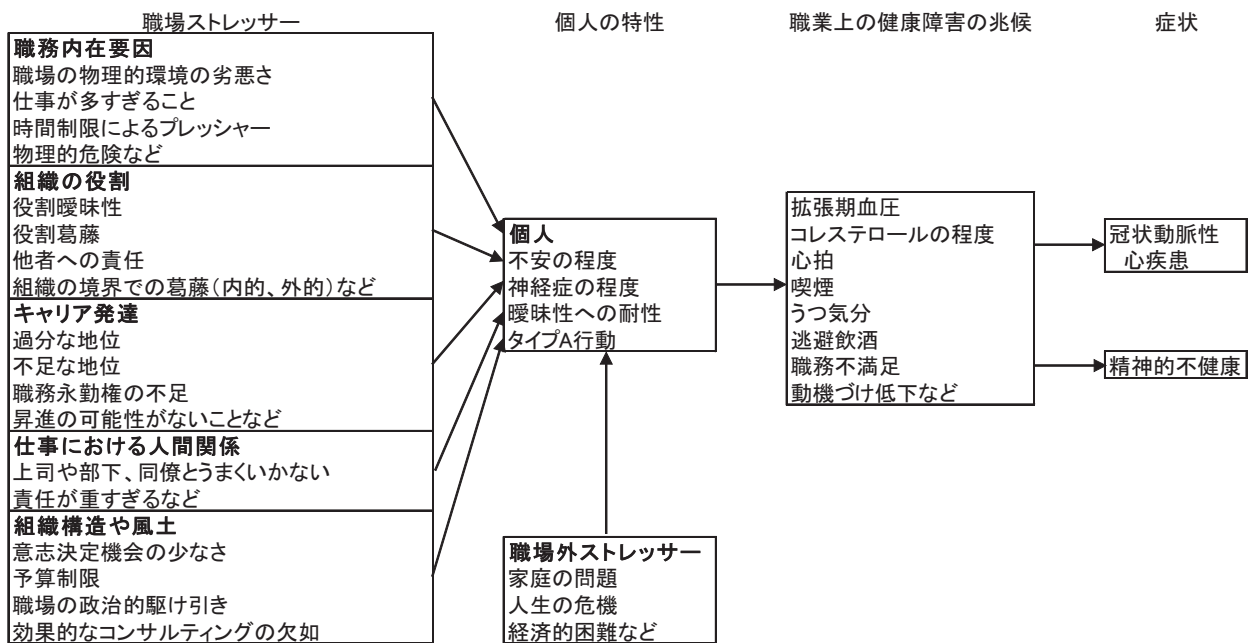 職場ストレッサー
職務内在要因
職場の物理的環境の劣悪さ
仕事が多すぎること
時間制限によるプレッシャー
物理的危険など
組織の役割
役割曖昧性
役割葛藤
他者への責任
組織の境界での葛藤(内的、外的)など
キャリア発達
過分な地位
不足な地位
職務永勤権の不足
昇進の可能性がないことなど
仕事における人間関係
上司や部下、同僚とうまくいかない
責任が重すぎるなど
組織構造や風土
意志決定機会の少なさ
予算制限
職場の政治的駆け引き
効果的なコンサルティングの欠如
個人の特性
個人
不安の程度
神経症の程度
曖昧性への耐性
タイプA行動
職場外ストレッサー
家庭の問題
人生の危機
経済的困難など
職業上の健康障害の兆候
拡張期血圧
コレステロールの程度
心拍
喫煙
うつ気分
逃避飲酒
職務不満足
動機づけ低下など
症状
冠状動脈性
心疾患
精神的不健康